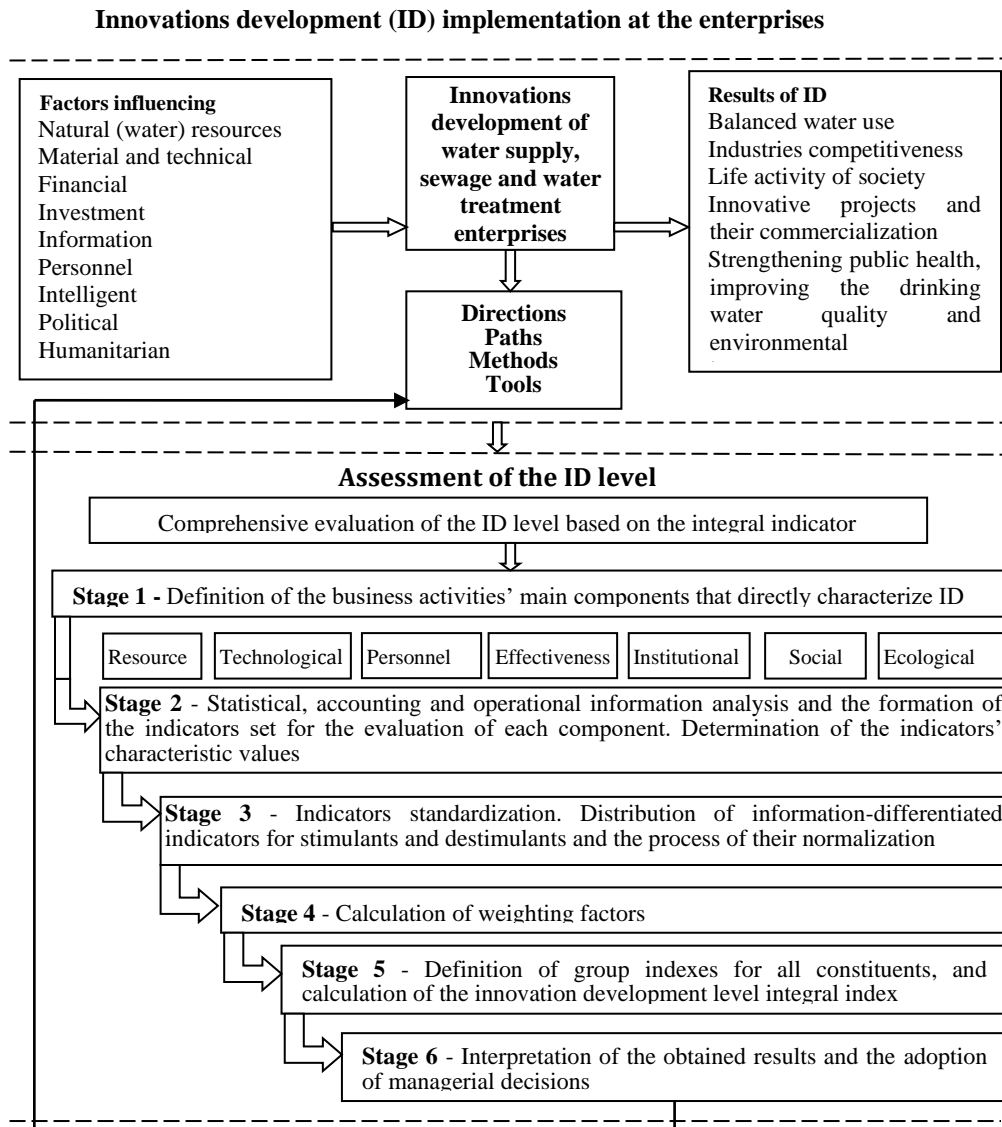 Innovations development (ID) implementation at the enterprises
Factors influencing
Natural (water) resources
Material and technical
Financial
Investment
Information
Personnel
Intelligent
Political
Humanitarian
Innovations
development of
water supply,
sewage and water
treatment
enterprises
Results of ID
Balanced water use
Industries competitiveness
Life activity of society
Innovative projects and
their commercialization
Strengthening public health,
improving the drinking
water quality and
environmental
Directions
Paths
Methods
Tools
Assessment of the ID level
Comprehensive evaluation of the ID level based on the integral indicator
Stage 1 - Definition of the business activities' main components that directly characterize ID
Resource Technological Personnel Effectiveness Institutional Social Ecological
Stage 2 - Statistical, accounting and operational information analysis and the formation of
the indicators set for the evaluation of each component. Determination of the indicators'
characteristic values
Stage 3 - Indicators standardization. Distribution of information-differentiated
indicators for stimulants and destimulants and the process of their normalization
Stage 4 - Calculation of weighting factors
Stage 5 - Definition of group indexes for all constituents, and
calculation of the innovation development level integral index
Stage 6 - Interpretation of the obtained results and the adoption
of managerial decisions